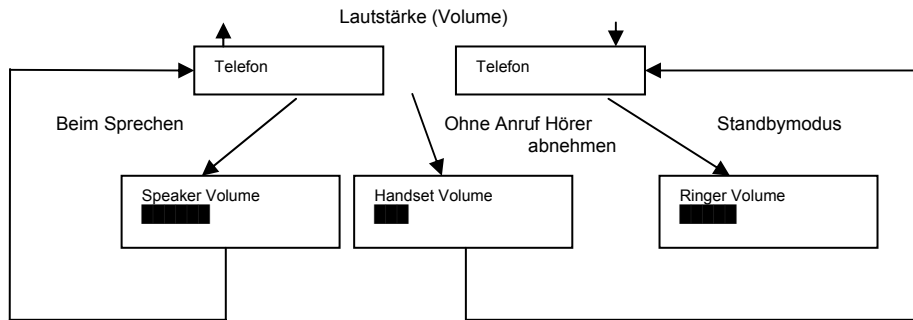 Lautstärke (Volume)
Telefon
Telefon
Beim Sprechen
Ohne Anruf Hörer
abnehmen
Standbymodus
Speaker Volume
Handset Volume
Ringer Volume